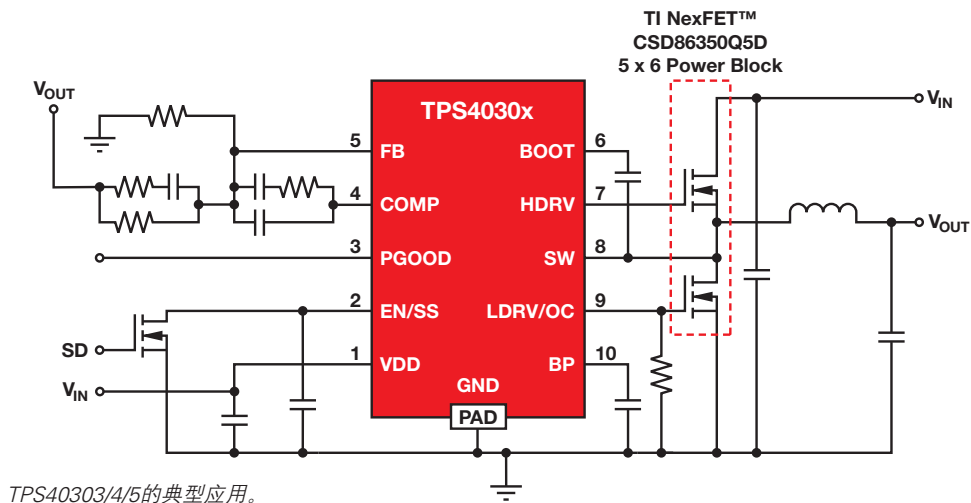 TI NexFET™
CSD86350Q5D
5 x 6 Power Block
VOUT
TPS4030x
VIN
5 FB
BOOT 6
4 COMP
HDRV 7
3 PGOOD
SW 8
VOUT
2 EN/SS
LDRV/OC 9
SD
1 VDD
BP 10
VIN
GND
PAD
TPS40303/4/5的典型应用。